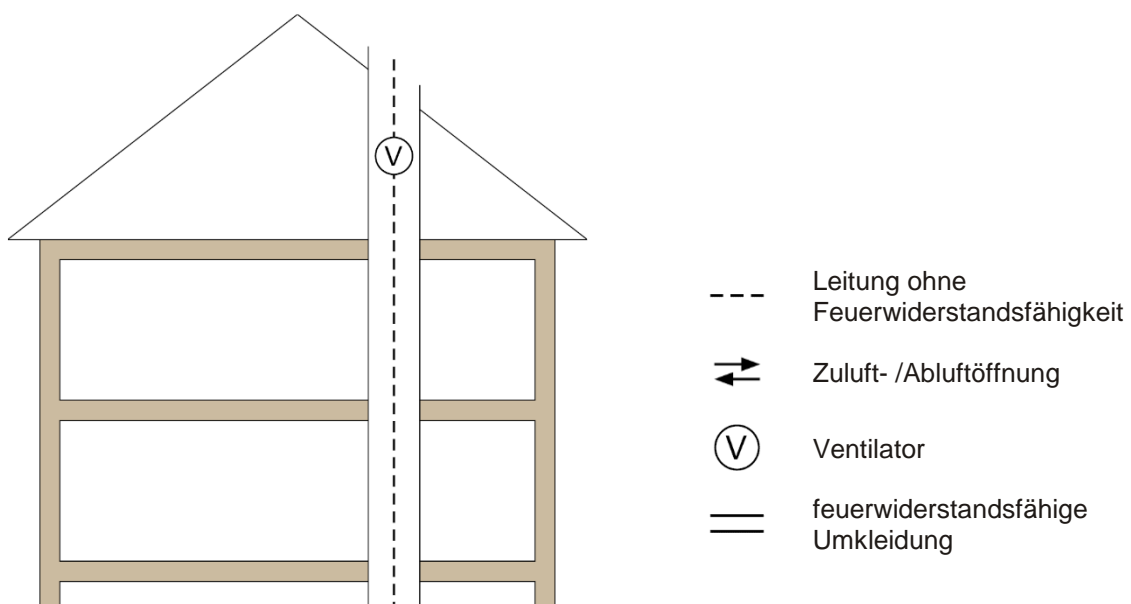 V
Leitung ohne
Feuerwiderstandsfähigkeit
Zuluft- /Abluftöffnung
V
Ventilator
feuerwiderstandsfähige
Umkleidung